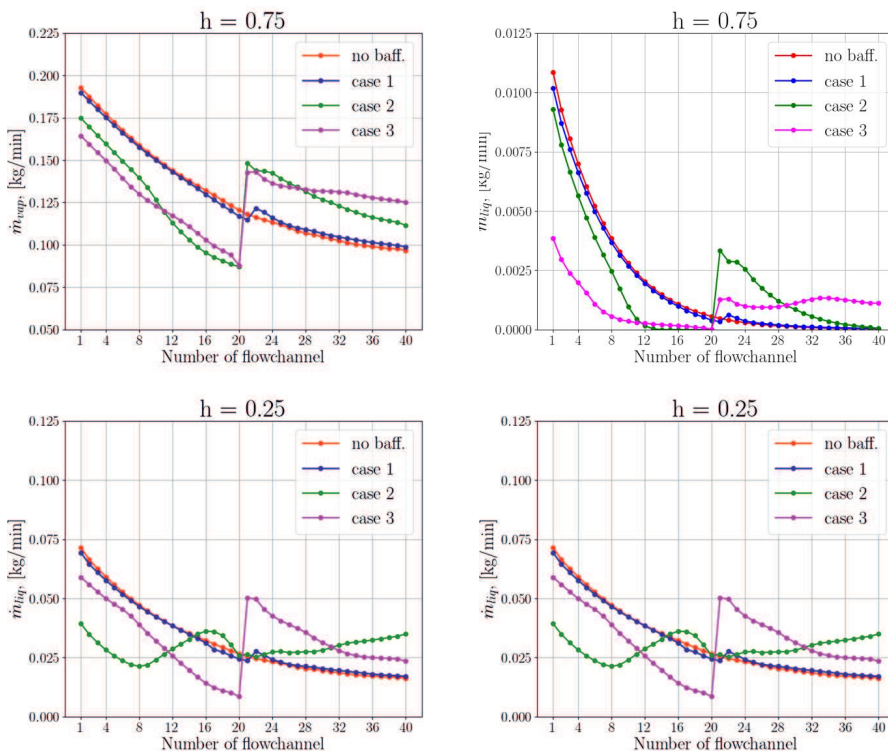 h = 0.75
0.225
0.200
0.175
0.150
0.125
0.100
0.075
0.050
ṁvap, [kg/min]
no baff.
case 1
case 2
case 3
1 4 8 12 16 20 24 28 32 36 40
Number of flowchannel
h = 0.75
0.0125
0.0100
0.0075
0.0050
0.0025
0.0000
ṁliq, [kg/min]
no baff.
case 1
case 2
case 3
1 4 8 12 16 20 24 28 32 36 40
Number of flowchannel
h = 0.25
0.125
0.100
0.075
0.050
0.025
0.000
ṁliq, [kg/min]
no baff.
case 1
case 2
case 3
1 4 8 12 16 20 24 28 32 36 40
Number of flowchannel
h = 0.25
0.125
0.100
0.075
0.050
0.025
0.000
ṁliq, [kg/min]
no baff.
case 1
case 2
case 3
1 4 8 12 16 20 24 28 32 36 40
Number of flowchannel